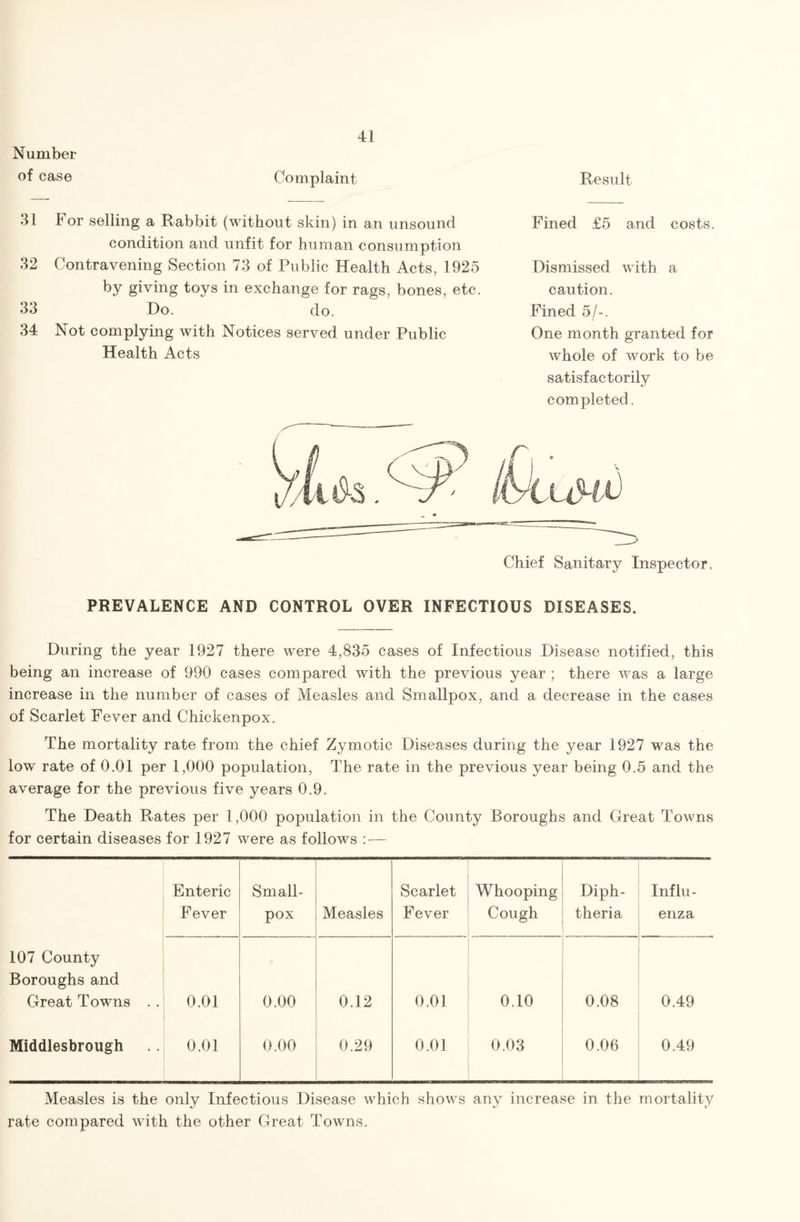 41
Number
of case Complaint Result
31 For selling a Rabbit (without skin) in an unsound Fined £5 and costs.
condition and unfit for human consumption
32 Contravening Section 73 of Public Health Acts, 1925 Dismissed with a
by giving toys in exchange for rags, bones, etc. caution.
33 Do. do. Fined 5/-.
34 Not complying with Notices served under Public One month granted for
Health Acts whole of work to be
satisfactorily
completed.
Chief Sanitary Inspector.
PREVALENCE AND CONTROL OVER INFECTIOUS DISEASES.
During the year 1927 there were 4,835 cases of Infectious Disease notified, this
being an increase of 990 cases compared with the previous year ; there was a large
increase in the number of cases of Measles and Smallpox, and a decrease in the cases
of Scarlet Fever and Chickenpox.
The mortality rate from the chief Zymotic Diseases during the year 1927 was the
low rate of 0.01 per 1,000 population, The rate in the previous year being 0.5 and the
average for the previous five years 0.9.
The Death Rates per 1,000 population in the County Boroughs and Great Towns
for certain diseases for 1927 were as follows :—
Enteric Small- Scarlet Whooping Diph- Influ-
Fever pox Measles Fever Cough theria enza
107 County
Boroughs and
Great Towns . . 0.01 0.00 0.12 0.01 0.10 0.08 0.49
Middlesbrough . . 0.01 0.00 0.29 0.01 0.03 0.06 0.49
Measles is the only Infectious Disease which shows any increase in the mortality
rate compared with the other Great Towns.